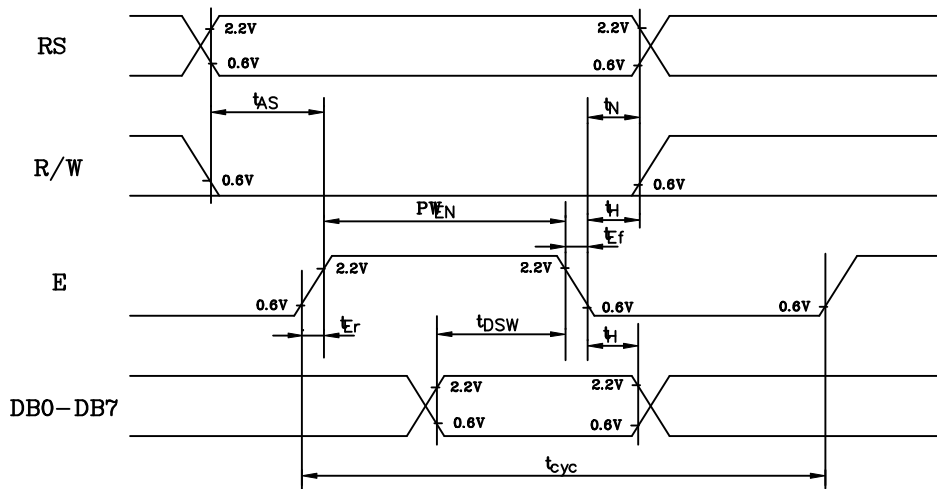 RS
2.2V
2.2V
0.6V
0.6V
tAS
tN
R/W
0.6V
0.6V
PWEN
tH
tEf
E
2.2V
2.2V
0.6V
0.6V
0.6V
tEr
tDSW
tH
DB0-DB7
2.2V
2.2V
0.6V
0.6V
tcyc